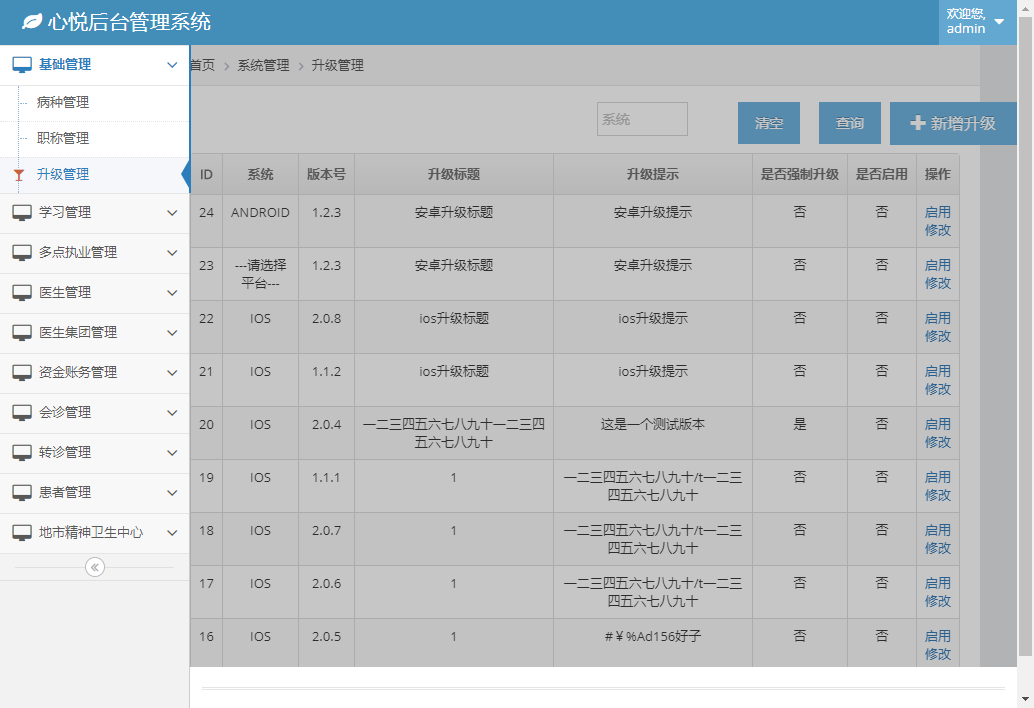 心悦后台管理系统
欢迎您,
admin
基础管理
病种管理
职称管理
升级管理
学习管理
多点执业管理
医生管理
医生集团管理
资金账务管理
会诊管理
转诊管理
患者管理
地市精神卫生中心
首页 > 系统管理 > 升级管理
系统 清空 查询 新增升级
ID 系统 版本号 升级标题 升级提示 是否强制升级 是否启用 操作
24 ANDROID 1.2.3 安卓升级标题 安卓升级提示 否 否 启用
修改
23 ---请选择 1.2.3 安卓升级标题 安卓升级提示 否 否 启用
平台--- 修改
22 IOS 2.0.8 ios升级标题 ios升级提示 否 否 启用
修改
21 IOS 1.1.2 ios升级标题 ios升级提示 否 否 启用
修改
20 IOS 2.0.4 一二三四五六七八九十一二三四 这是一个测试版本 是 否 启用
五六七八九十 修改
19 IOS 1.1.1 1 一二三四五六七八九十/t一二三 否 否 启用
四五六七八九十 修改
18 IOS 2.0.7 1 一二三四五六七八九十/t一二三 否 否 启用
四五六七八九十 修改
17 IOS 2.0.6 1 一二三四五六七八九十/t一二三 否 否 启用
四五六七八九十 修改
16 IOS 2.0.5 1 #￥%Ad156好子 否 否 启用
修改